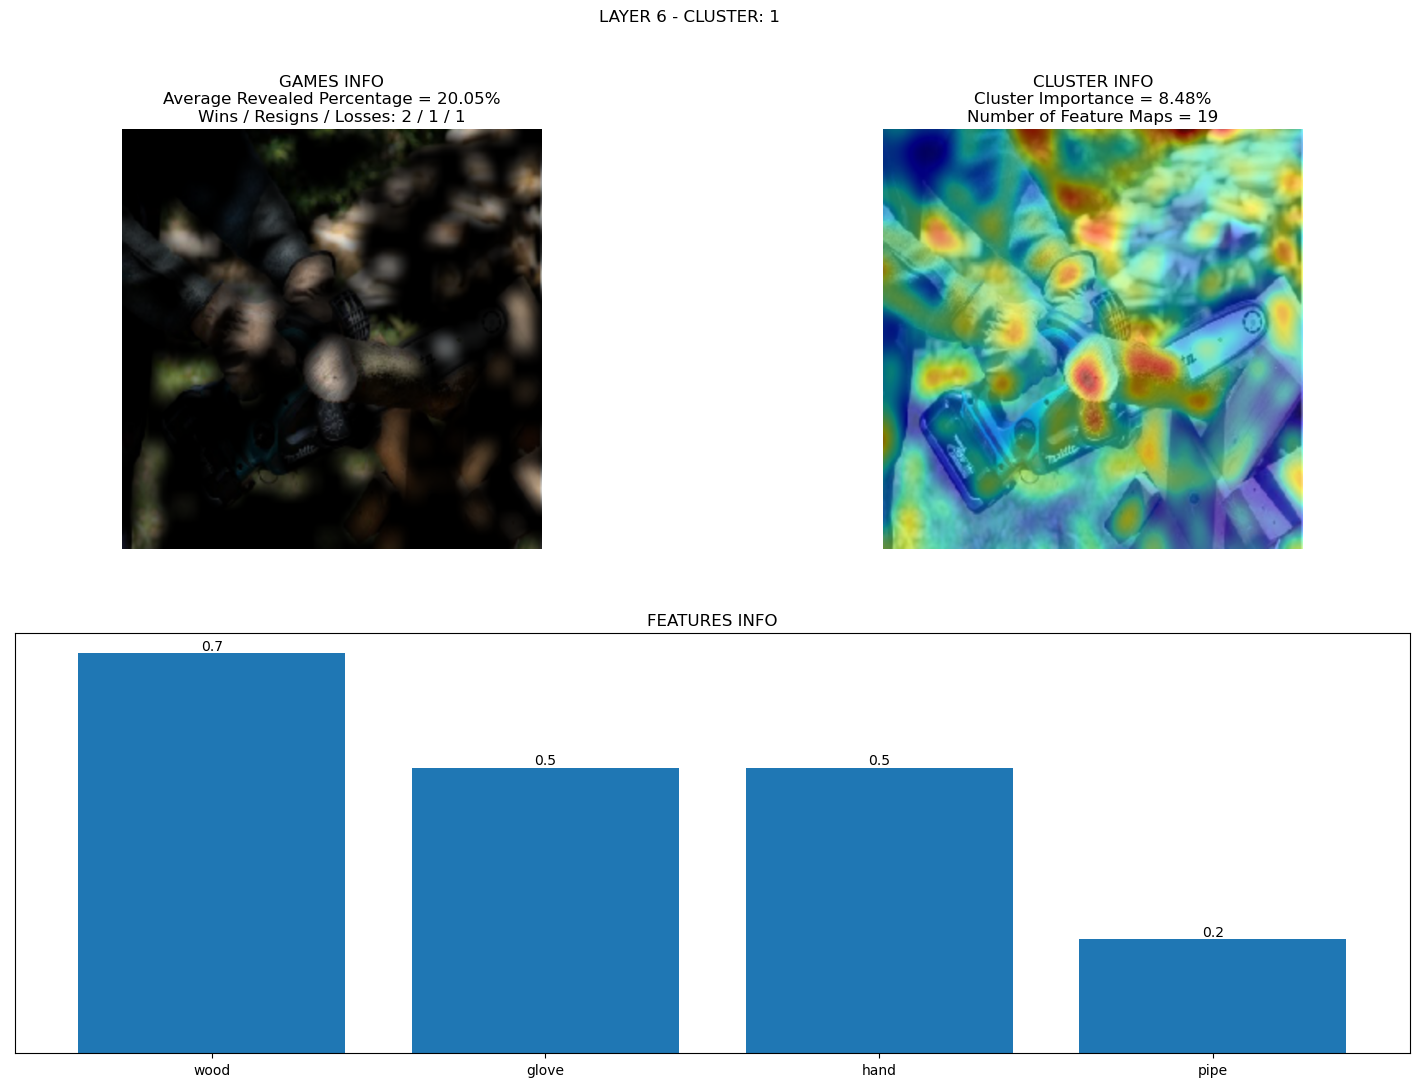 LAYER 6 - CLUSTER: 1
GAMES INFO
Average Revealed Percentage = 20.05%
Wins / Resigns / Losses: 2 / 1 / 1
CLUSTER INFO
Cluster Importance = 8.48%
Number of Feature Maps = 19
FEATURES INFO
0.7
0.5
0.5
0.2
wood
glove
hand
pipe